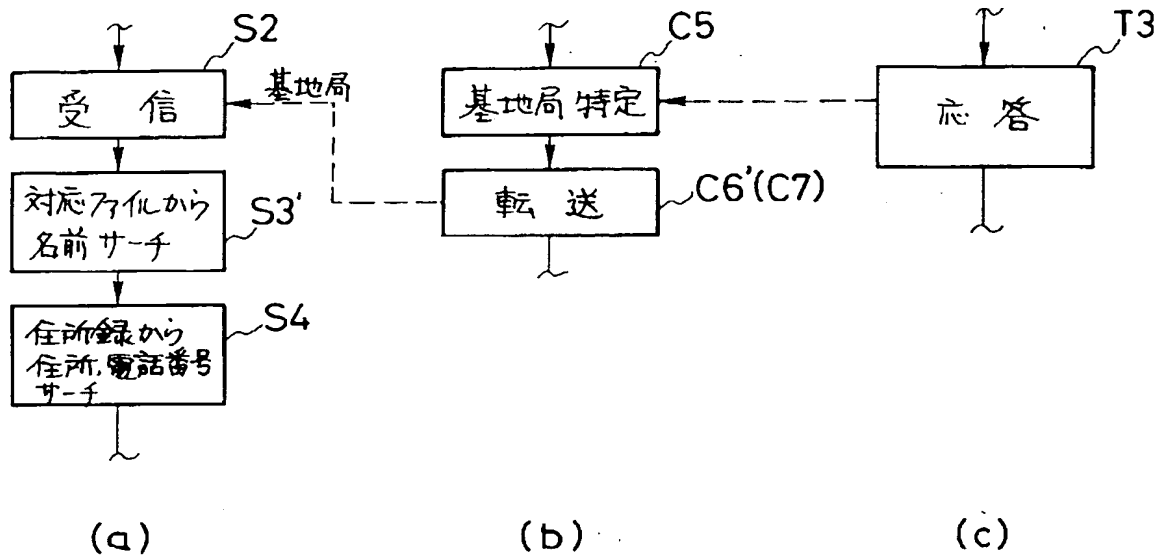 S2
受 信
基地局
対応ファイルから
名前サーチ
S3'
住所録から
住所、電話番号
サーチ
S4
(a)
C5
基地局特定
転 送
C6'(C7)
(b)
T3
応 答
(c)